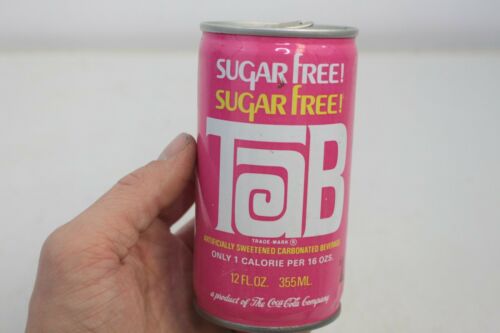 SUGAR fREE!
SUGAR fREE!
TaB
TRADE-MARK ®
ARTIFICIALLY SWEETENED CARBONATED BEVERAGE
ONLY 1 CALORIE PER 16 OZS.
12 FL. OZ. 355 ML.
a product of The Coca-Cola Company